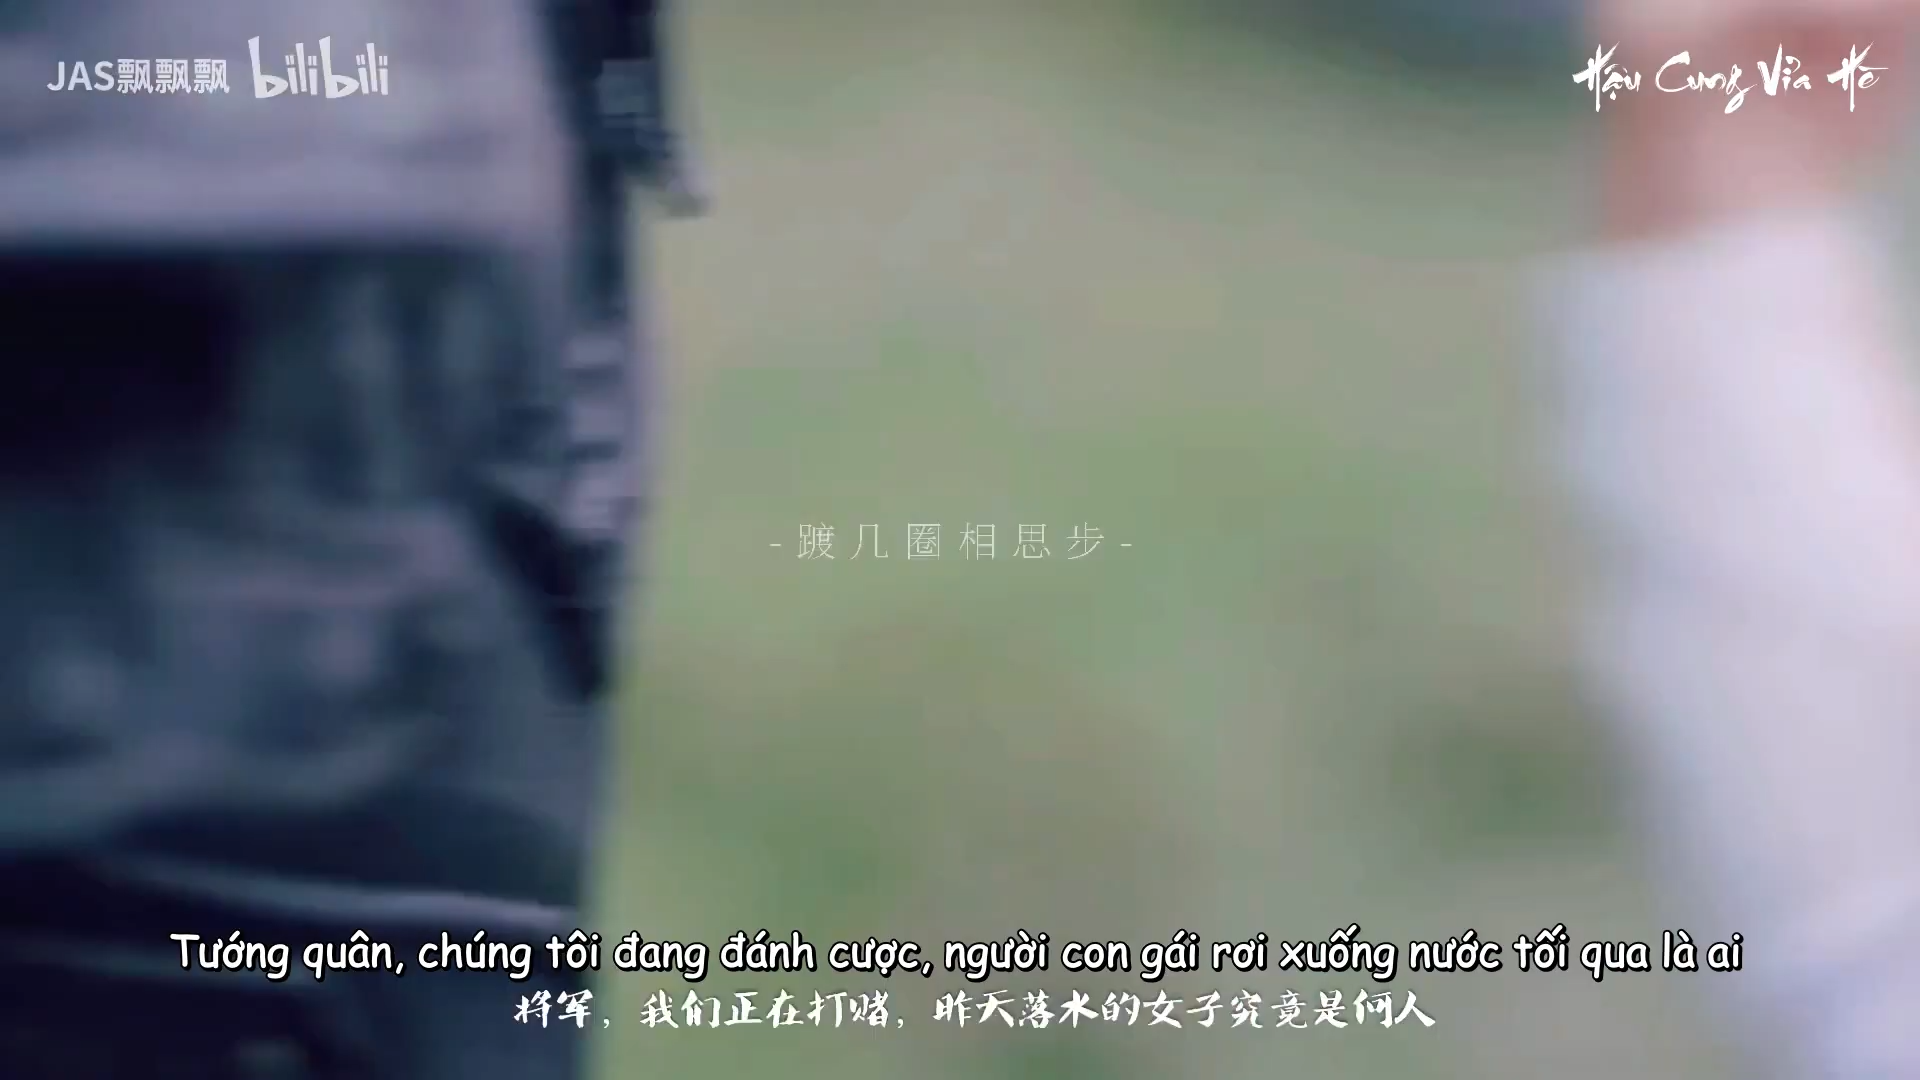 JAS飘飘飘 bilibili
Hậu Cung Vỉa Hè
- 踱几圈相思步 -
Tướng quân, chúng tôi đang đánh cược, người con gái rơi xuống nước tối qua là ai
将军，我们正在打赌，昨天落水的女子究竟是何人